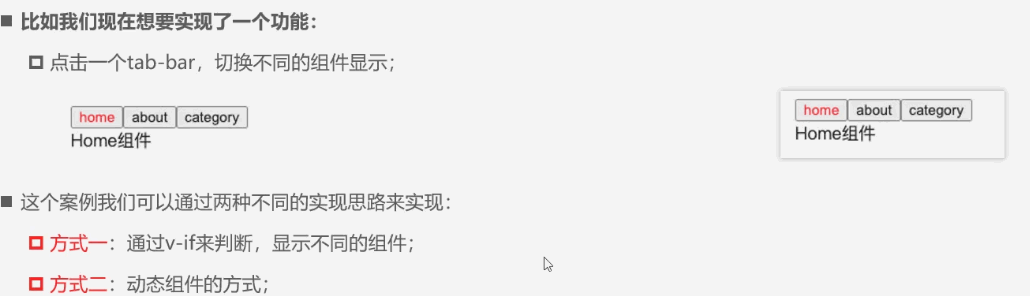 比如我们现在想要实现了一个功能：
点击一个tab-bar，切换不同的组件显示；
home about category
Home组件
home about category
Home组件
这个案例我们可以通过两种不同的实现思路来实现：
方式一：通过v-if来判断，显示不同的组件；
方式二：动态组件的方式；